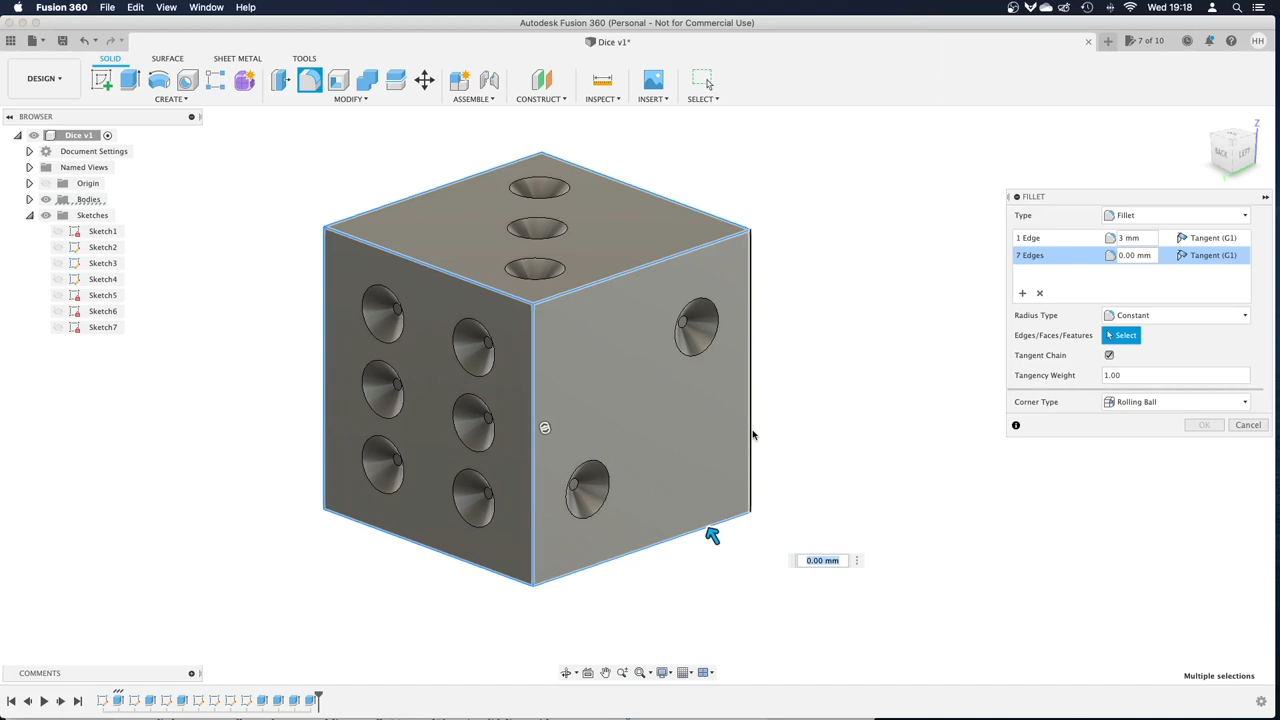 Fusion 360 File Edit View Window Help Wed 19:18
Autodesk Fusion 360 (Personal - Not for Commercial Use)
Dice v1* 7 of 10 HH
SOLID SURFACE SHEET METAL TOOLS
DESIGN
CREATE MODIFY ASSEMBLE CONSTRUCT INSPECT INSERT SELECT
BROWSER
Dice v1
Document Settings
Named Views
Origin
Bodies
Sketches
Sketch1
Sketch2
Sketch3
Sketch4
Sketch5
Sketch6
Sketch7
Z
BACK LEFT
FILLET
Type Fillet
1 Edge 3 mm Tangent (G1)
7 Edges 0.00 mm Tangent (G1)
Radius Type Constant
Edges/Faces/Features Select
Tangent Chain
Tangency Weight 1.00
Corner Type Rolling Ball
OK Cancel
0.00 mm
COMMENTS
Multiple selections